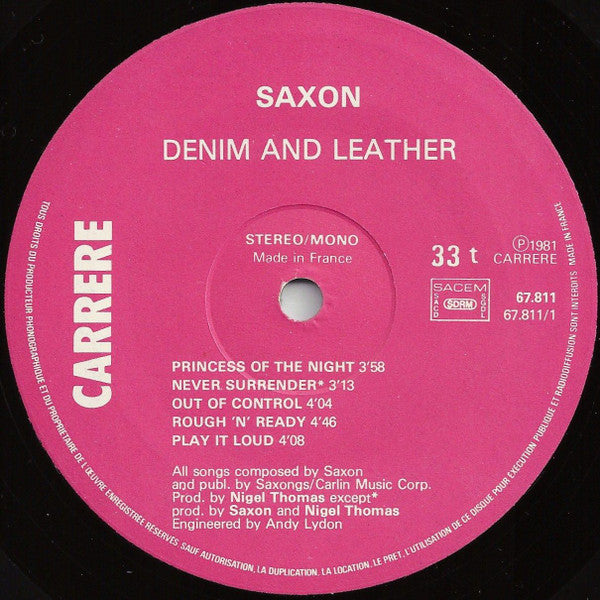 SAXON
DENIM AND LEATHER
CARRERE
STEREO/MONO
Made in France
33 t
Ⓟ1981
CARRERE
SACEM
SACD
SDRM
SGDL
67.811
67.811/1
PRINCESS OF THE NIGHT 3'58
NEVER SURRENDER* 3'13
OUT OF CONTROL 4'04
ROUGH 'N' READY 4'46
PLAY IT LOUD 4'08
All songs composed by Saxon
and publ. by Saxongs/Carlin Music Corp.
Prod. by Nigel Thomas except*
prod. by Saxon and Nigel Thomas
Engineered by Andy Lydon
TOUS DROITS DU PRODUCTEUR PHONOGRAPHIQUE ET DU PROPRIETAIRE DE L'ŒUVRE ENREGISTREE RESERVES. SAUF AUTORISATION, LA DUPLICATION, LA LOCATION, LE PRET, L'UTILISATION DE CE DISQUE POUR EXECUTION PUBLIQUE ET RADIODIFFUSION SONT INTERDITS MADE IN FRANCE